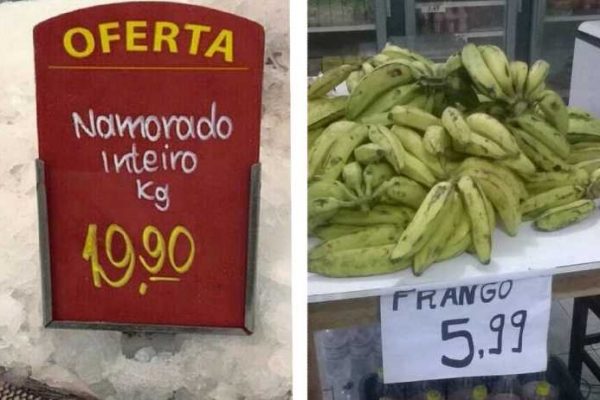 OFERTA
Namorado
Inteiro
Kg
19,90
FRANGO
5,99